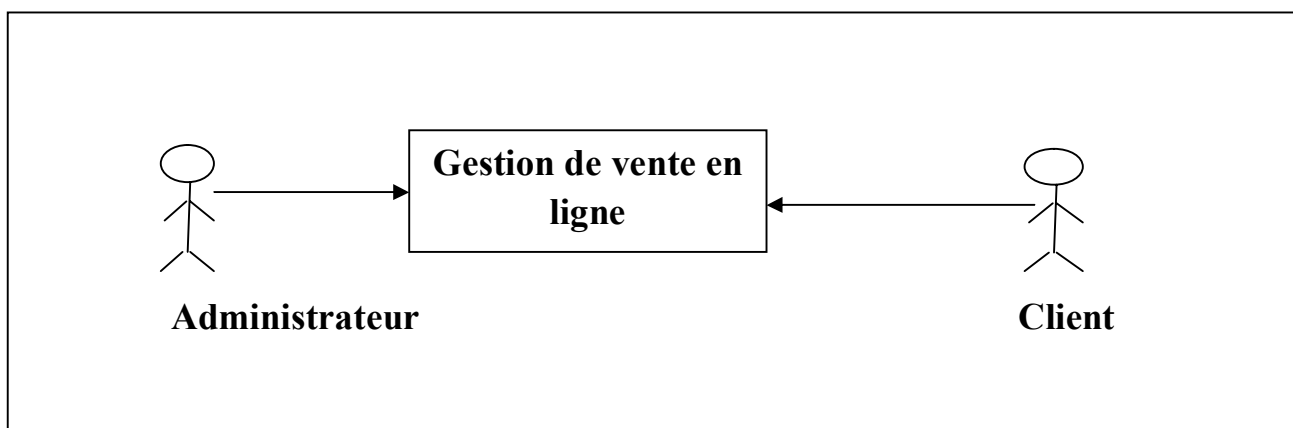 Gestion de vente en
ligne
Administrateur
Client